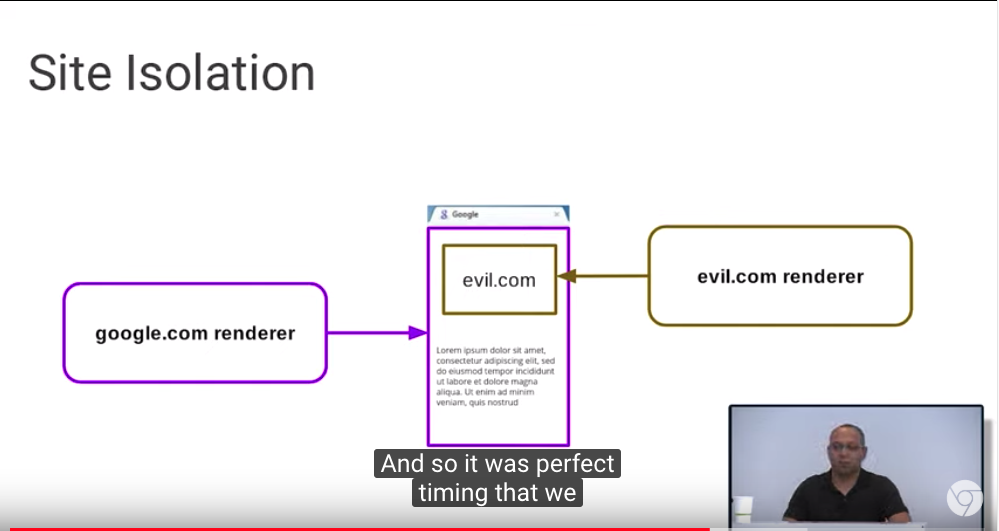 Site Isolation
Google
evil.com
evil.com renderer
google.com renderer
Lorem ipsum dolor sit amet,
consectetur adipiscing elit, sed
do eiusmod tempor incididunt
ut labore et dolore magna
aliqua. Ut enim ad minim
veniam, quis nostrud
And so it was perfect
timing that we